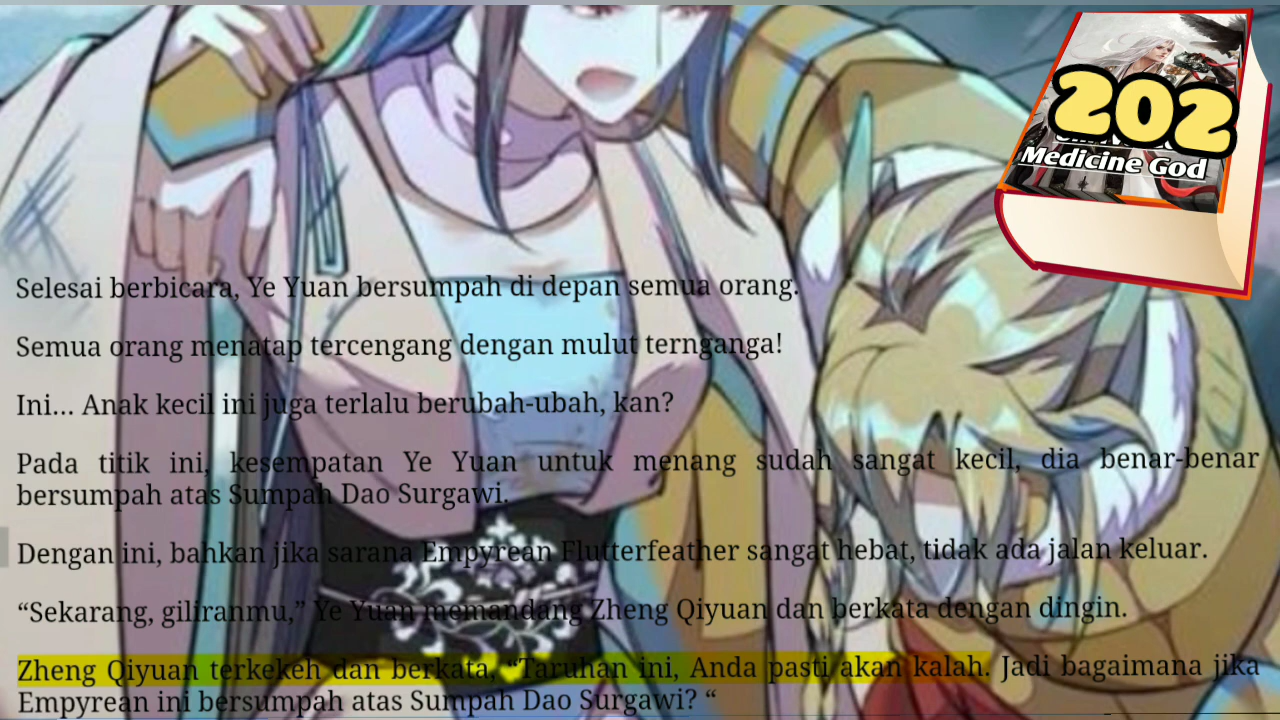 202
Medicine God
Selesai berbicara, Ye Yuan bersumpah di depan semua orang.
Semua orang menatap tercengang dengan mulut ternganga!
Ini... Anak kecil ini juga terlalu berubah-ubah, kan?
Pada titik ini, kesempatan Ye Yuan untuk menang sudah sangat kecil, dia benar-benar
bersumpah atas Sumpah Dao Surgawi.
Dengan ini, bahkan jika sarana Empyrean Flutterfeather sangat hebat, tidak ada jalan keluar.
“Sekarang, giliranmu,” Ye Yuan memandang Zheng Qiyuan dan berkata dengan dingin.
Zheng Qiyuan terkekeh dan berkata, “Taruhan ini, Anda pasti akan kalah. Jadi bagaimana jika
Empyrean ini bersumpah atas Sumpah Dao Surgawi? “